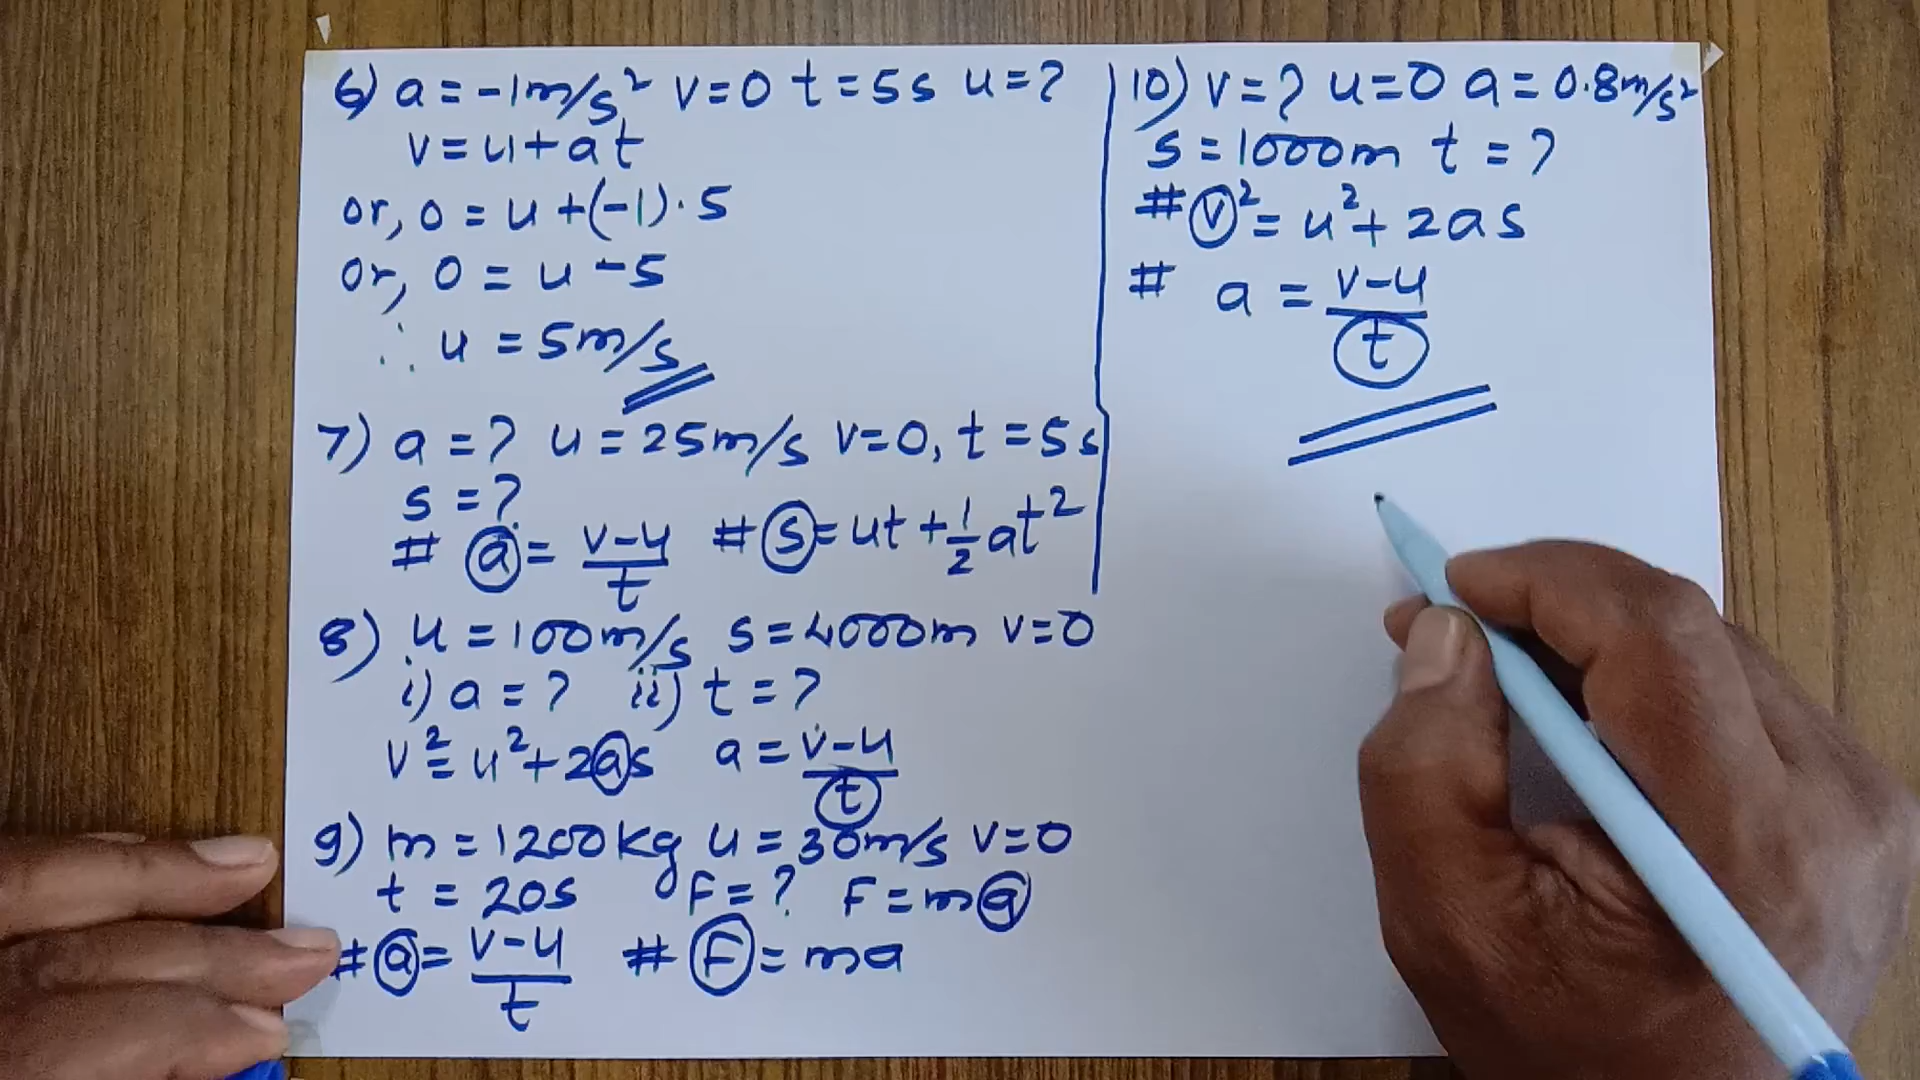 6) a = -1m/s² v=0 t=5s u=?
v=u+at
or, 0 = u+(-1)·5
or, 0 = u-5
∴ u = 5m/s
7) a=? u=25m/s v=0, t=5s
s=?
# a = (v-u)/t # s = ut + ½at²
8) u=100m/s s=4000m v=0
i) a=? ii) t=?
v²=u²+2as a=(v-u)/t
9) m=1200kg u=30m/s v=0
t=20s F=? F=ma
# a=(v-u)/t # F=ma
10) v=? u=0 a=0.8m/s²
s=1000m t=?
# v²=u²+2as
# a=(v-u)/t